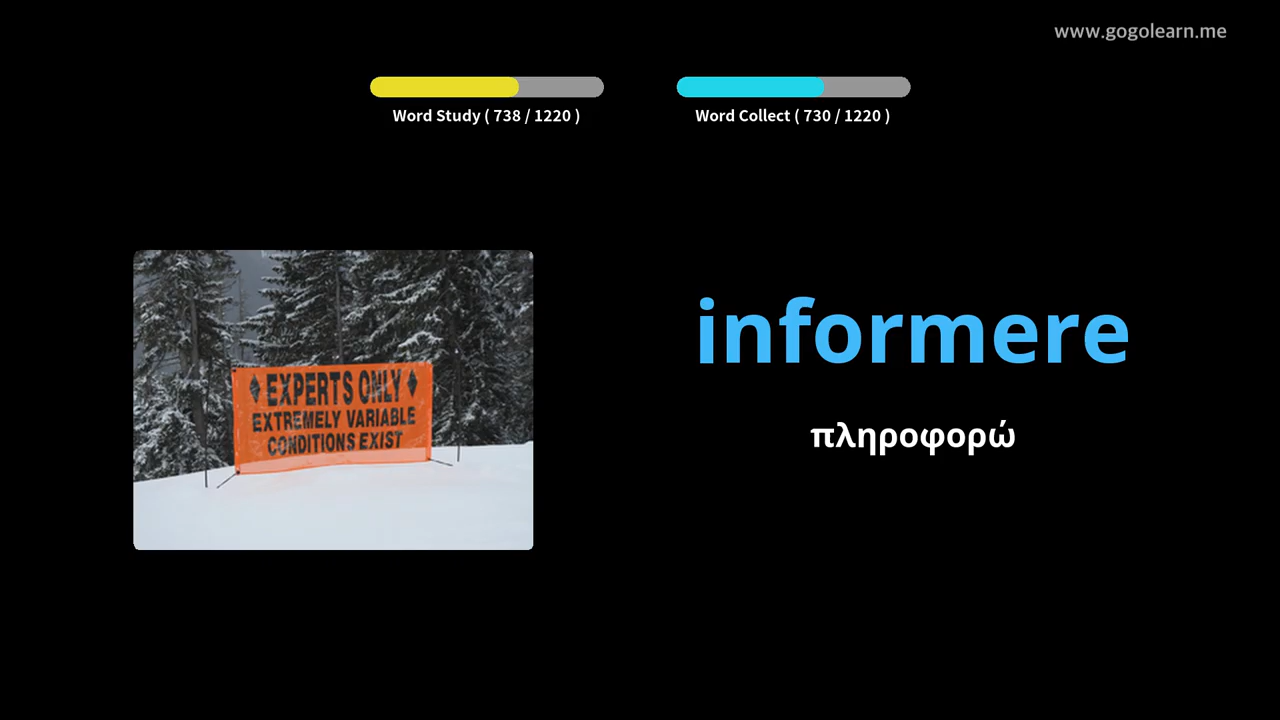 www.gogolearn.me
Word Study ( 738 / 1220 )
Word Collect ( 730 / 1220 )
EXPERTS ONLY
EXTREMELY VARIABLE
CONDITIONS EXIST
informere
πληροφορώ